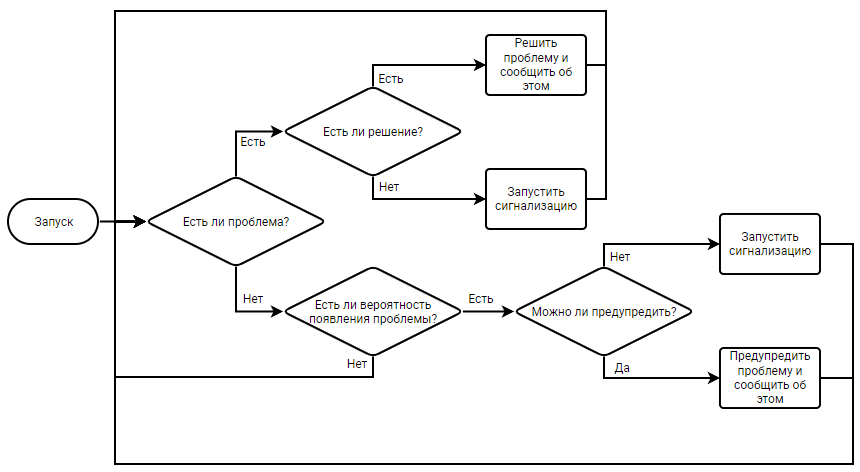 Решить
проблему и
сообщить об
этом
Есть
Есть ли решение?
Есть
Нет
Запустить
сигнализацию
Запуск
Есть ли проблема?
Запустить
сигнализацию
Нет
Нет
Есть ли вероятность
появления проблемы?
Есть
Можно ли предупредить?
Нет
Да
Предупредить
проблему и
сообщить об
этом